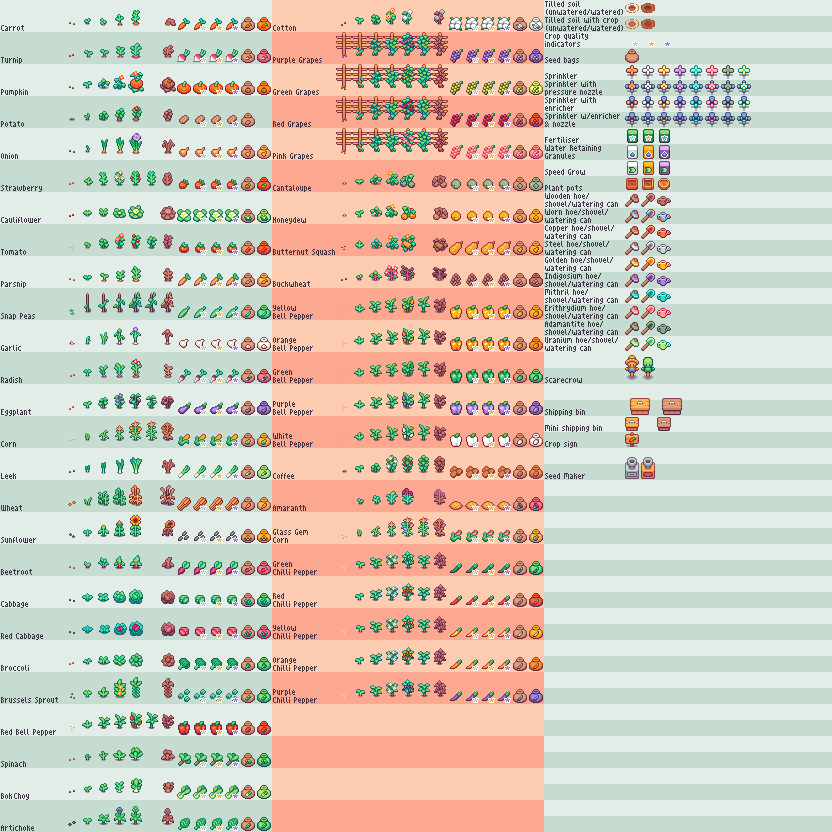 Carrot
Turnip
Pumpkin
Potato
Onion
Strawberry
Cauliflower
Tomato
Parsnip
Snap Peas
Garlic
Radish
Eggplant
Corn
Leek
Wheat
Sunflower
Beetroot
Cabbage
Red Cabbage
Broccoli
Brussels Sprout
Red Bell Pepper
Spinach
Bok Choy
Artichoke
Cotton
Purple Grapes
Green Grapes
Red Grapes
Pink Grapes
Cantaloupe
Honeydew
Butternut Squash
Buckwheat
Yellow
Bell Pepper
Orange
Bell Pepper
Green
Bell Pepper
Purple
Bell Pepper
White
Bell Pepper
Coffee
Amaranth
Glass Gem
Corn
Green
Chilli Pepper
Red
Chilli Pepper
Yellow
Chilli Pepper
Orange
Chilli Pepper
Purple
Chilli Pepper
Tilled soil
(unwatered/watered)
Tilled soil with crop
(unwatered/watered)
Crop quality
indicators
Seed bags
Sprinkler
Sprinkler with
pressure nozzle
Sprinkler with
enricher
Sprinkler w/enricher
& nozzle
Fertiliser
Water Retaining
Granules
Speed Grow
Plant pots
Wooden hoe/
shovel/watering can
Worn hoe/shovel/
watering can
Copper hoe/shovel/
watering can
Steel hoe/shovel/
watering can
Golden hoe/shovel/
watering can
Indigosium hoe/
shovel/watering can
Mithril hoe/
shovel/watering can
Erithrydium hoe/
shovel/watering can
Adamantite hoe/
shovel/watering can
Uranium hoe/shovel/
watering can
Scarecrow
Shipping bin
Mini shipping bin
Crop sign
Seed Maker